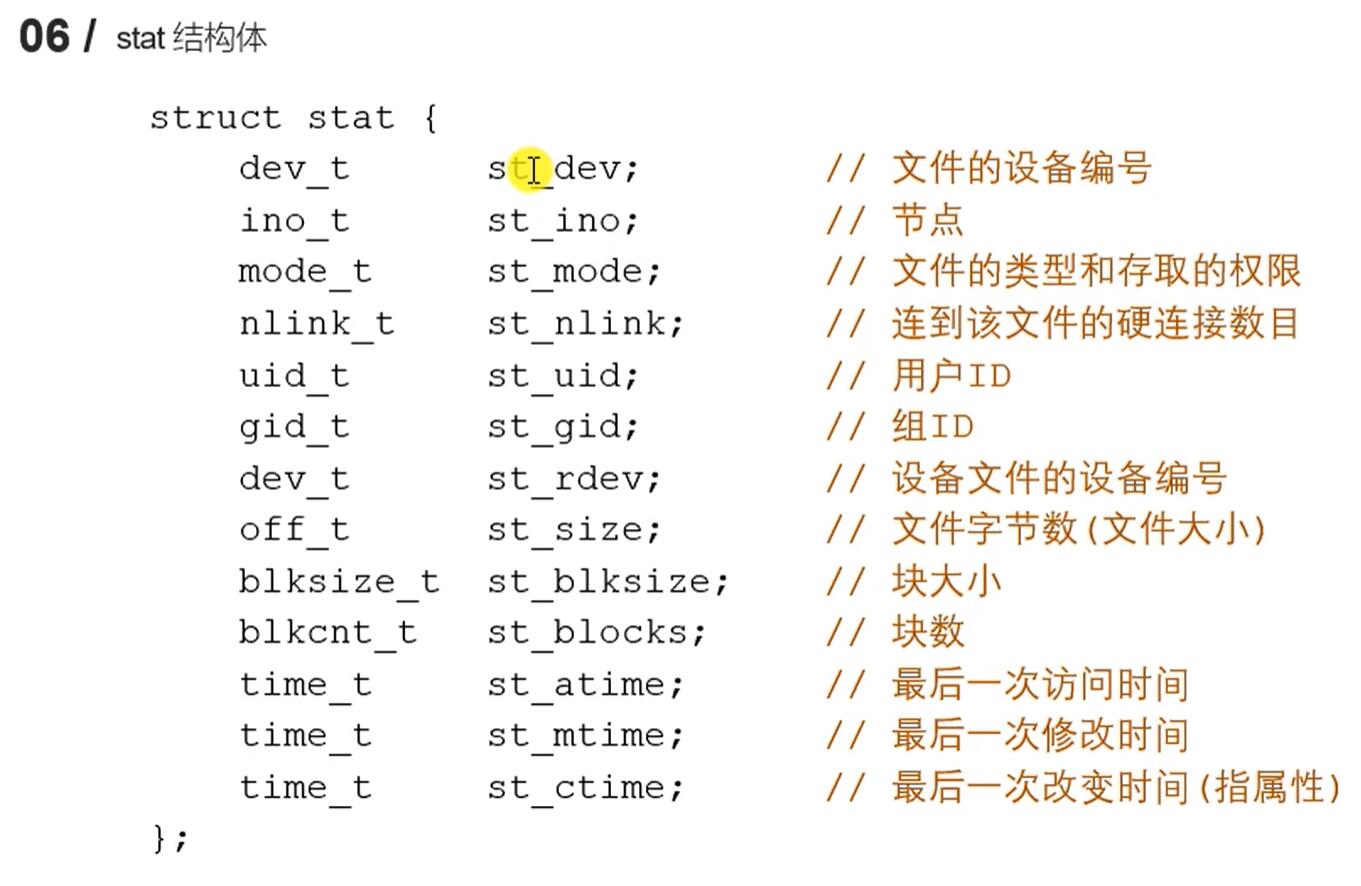 06 / stat 结构体
struct stat {
dev_t st_dev; // 文件的设备编号
ino_t st_ino; // 节点
mode_t st_mode; // 文件的类型和存取的权限
nlink_t st_nlink; // 连到该文件的硬连接数目
uid_t st_uid; // 用户ID
gid_t st_gid; // 组ID
dev_t st_rdev; // 设备文件的设备编号
off_t st_size; // 文件字节数(文件大小)
blksize_t st_blksize; // 块大小
blkcnt_t st_blocks; // 块数
time_t st_atime; // 最后一次访问时间
time_t st_mtime; // 最后一次修改时间
time_t st_ctime; // 最后一次改变时间(指属性)
};